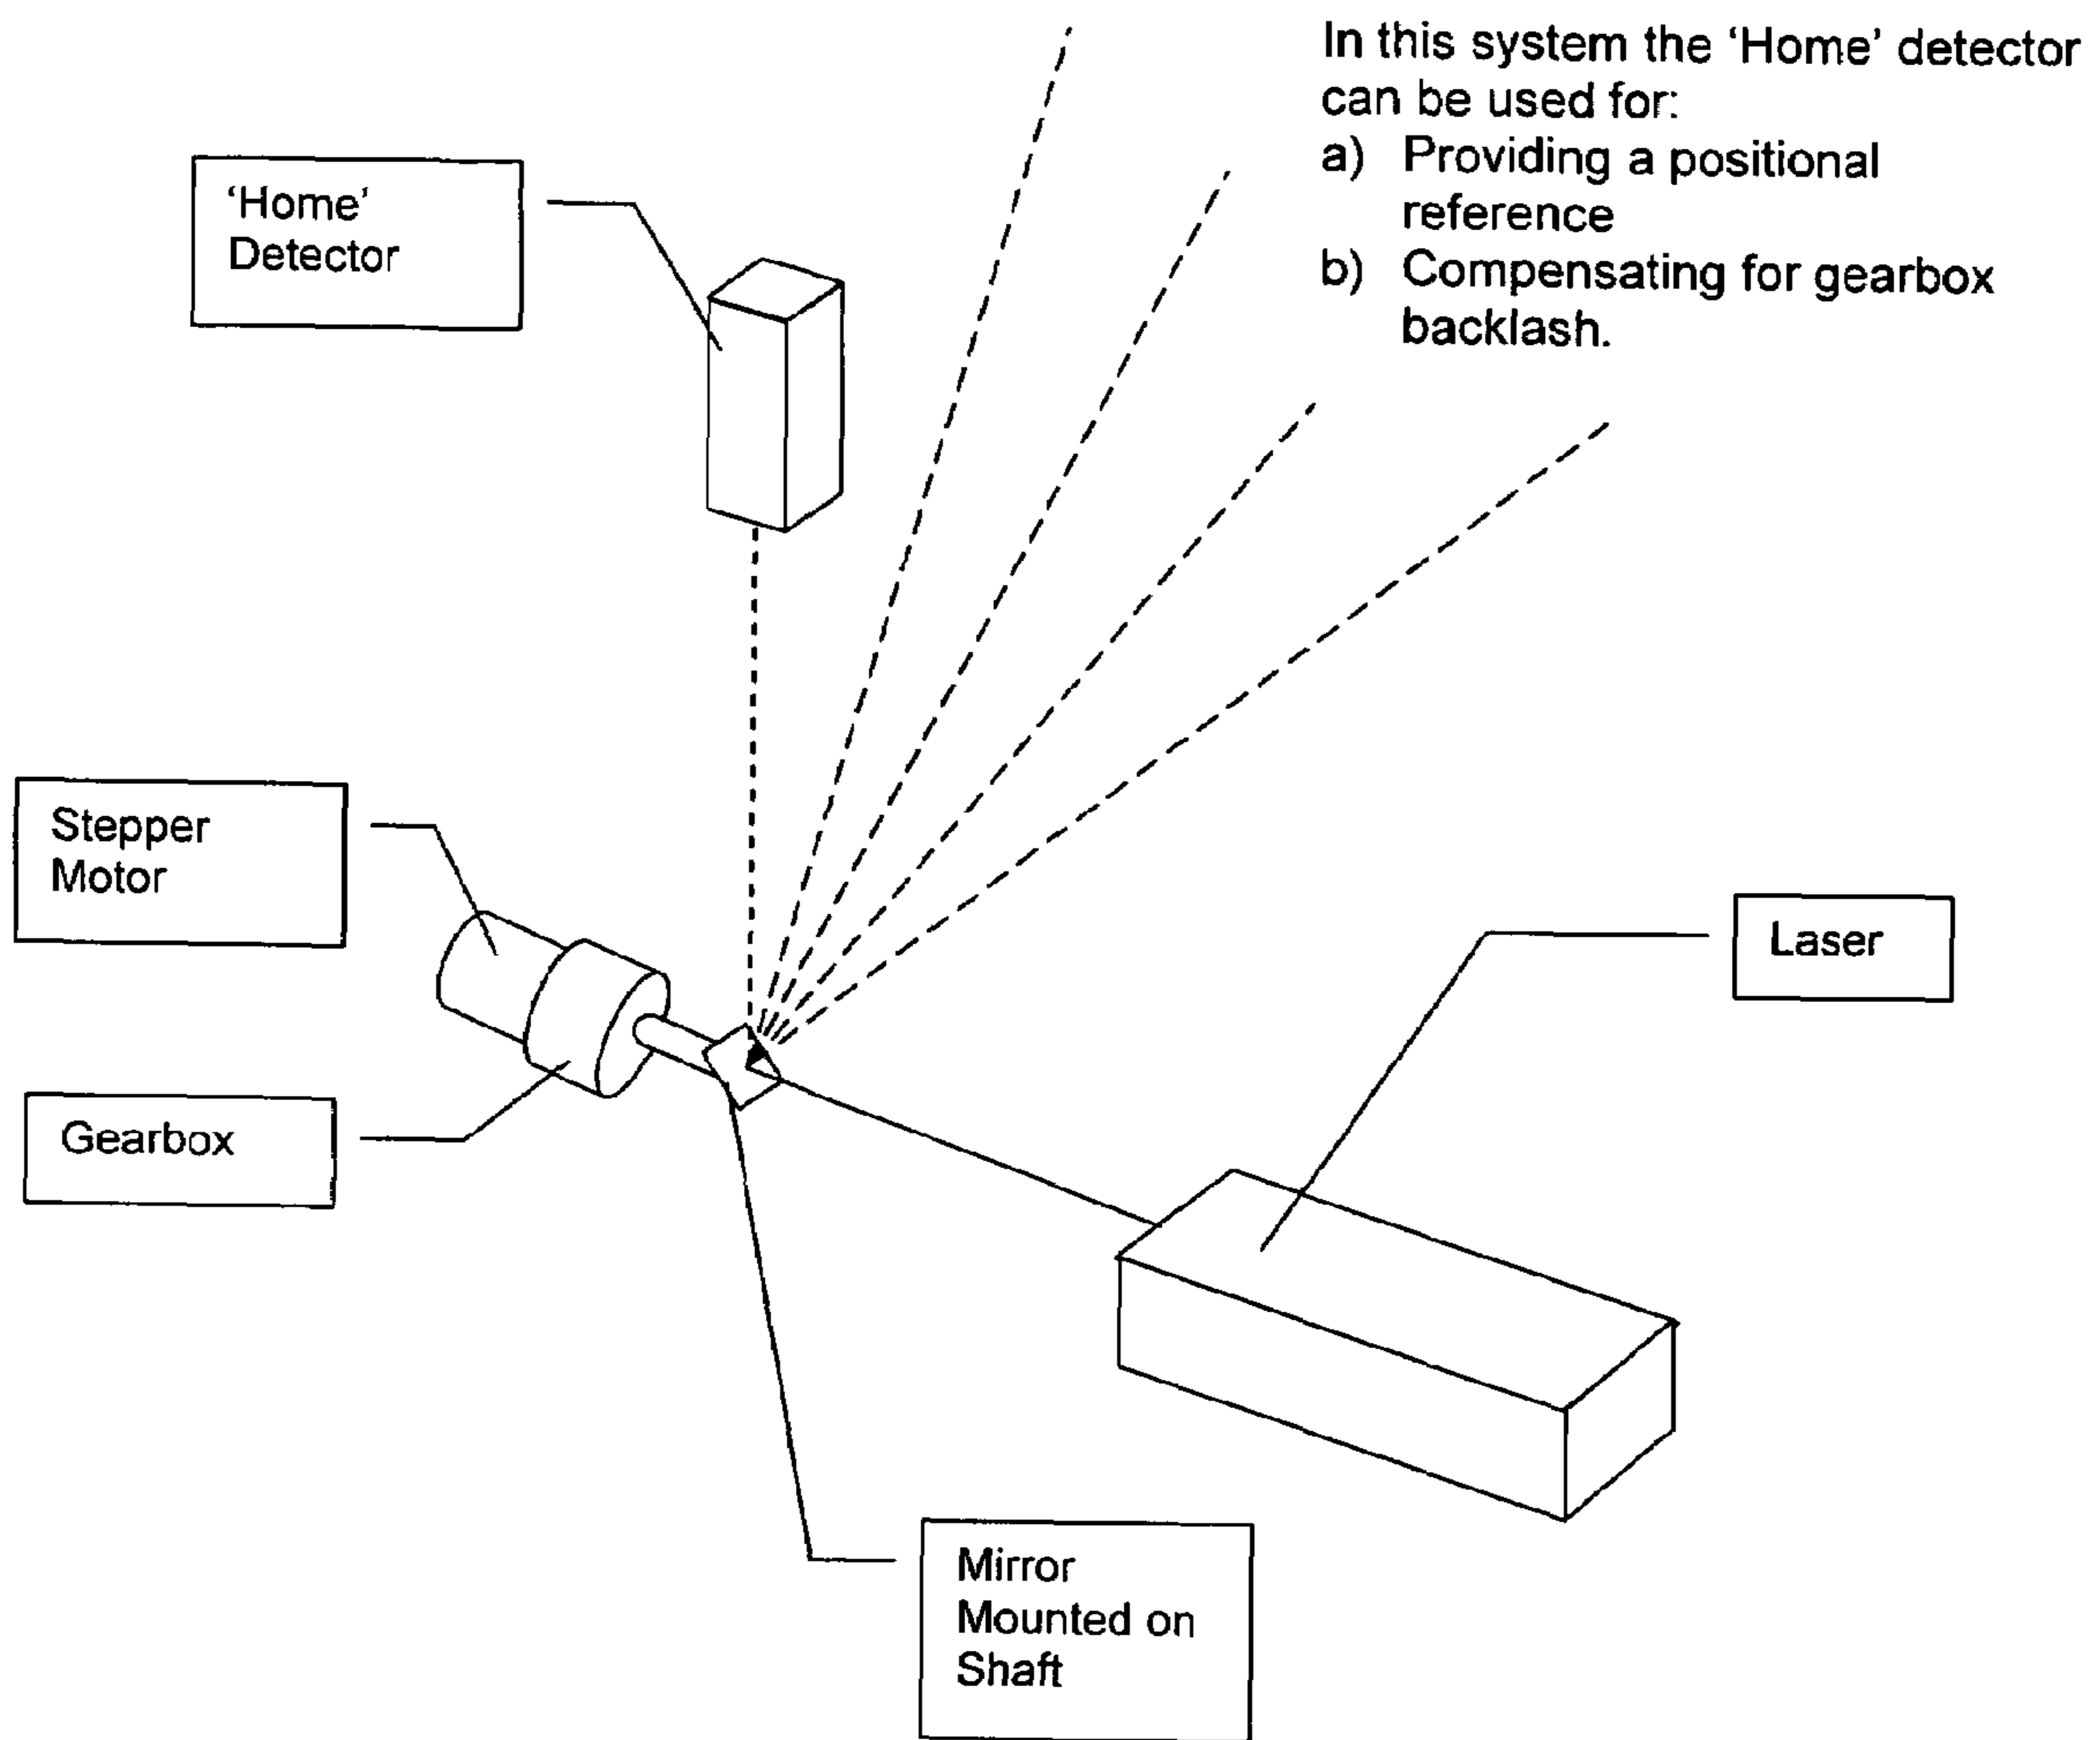 In this system the ‘Home’ detector
can be used for:
a) Providing a positional
reference
b) Compensating for gearbox
backlash.
‘Home’
Detector
Stepper
Motor
Laser
Gearbox
Mirror
Mounted on
Shaft